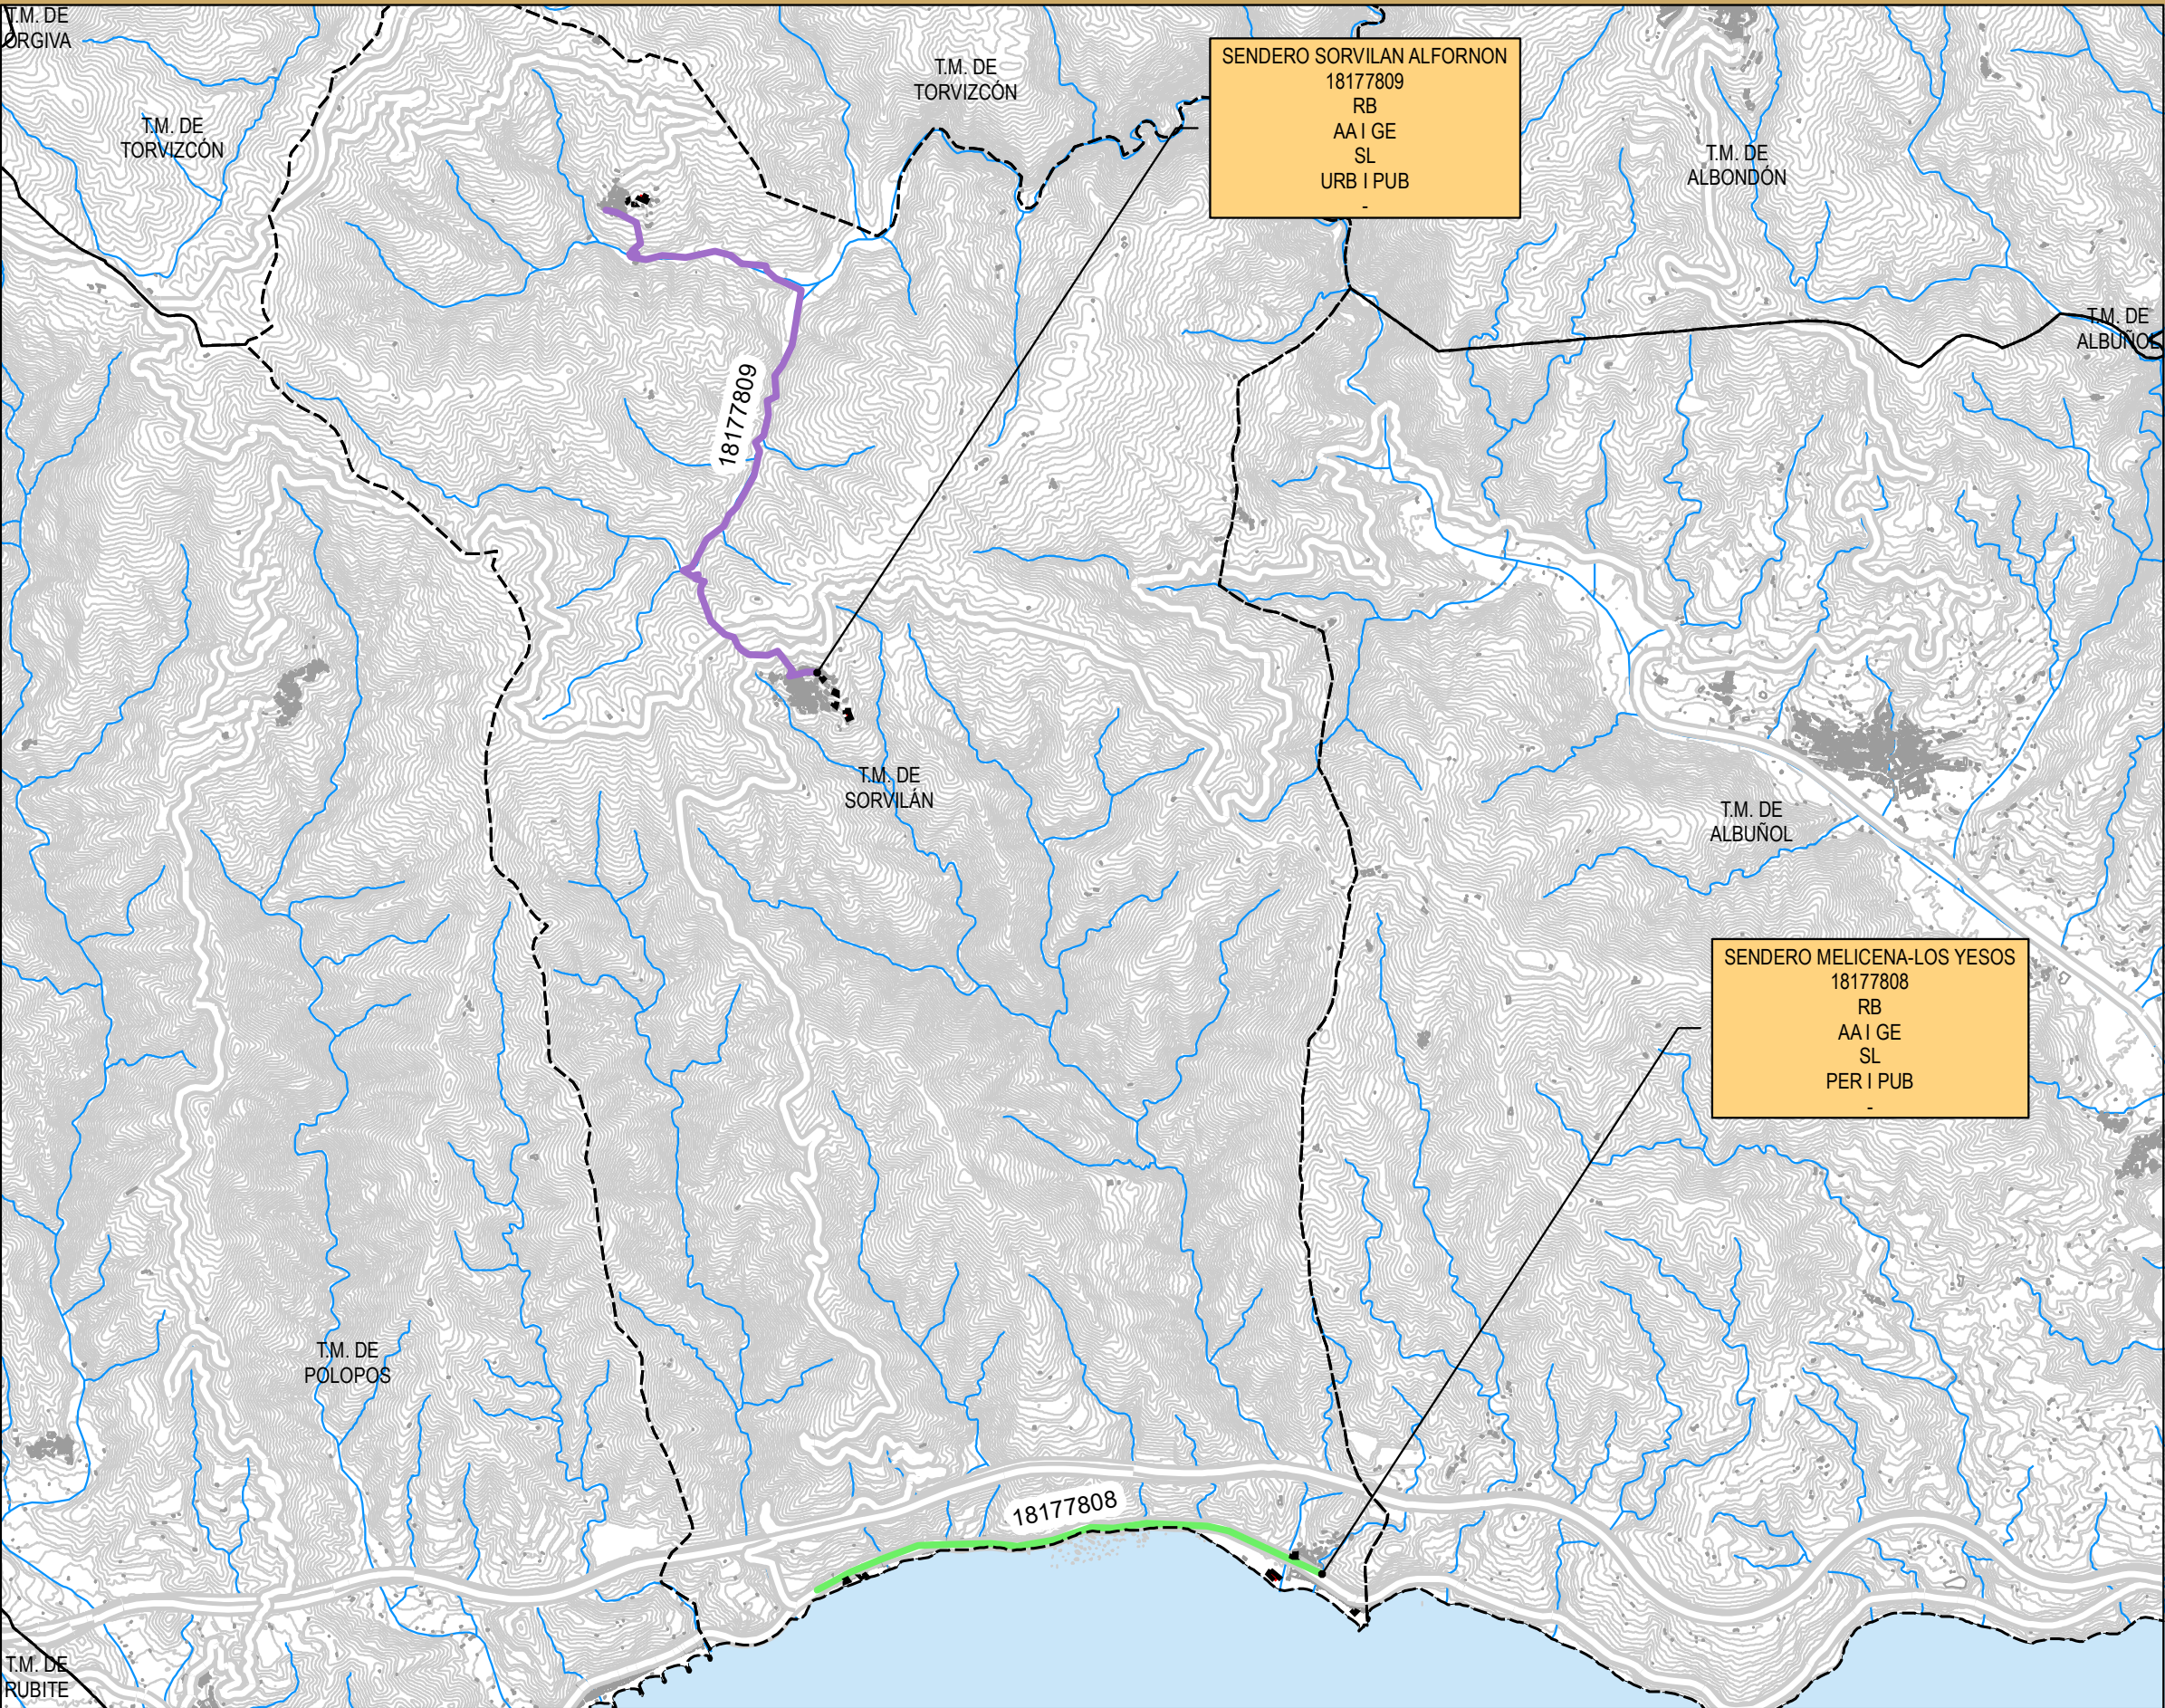 T.M. DE
ORGIVA
T.M. DE
TORVIZCÓN
T.M. DE
TORVIZCÓN
SENDERO SORVILAN ALFORNON
18177809
RB
AA I GE
SL
URB I PUB
-
T.M. DE
ALBONDÓN
T.M. DE
ALBUÑOL
18177809
T.M. DE
SORVILÁN
T.M. DE
ALBUÑOL
SENDERO MELICENA-LOS YESOS
18177808
RB
AA I GE
SL
PER I PUB
-
T.M. DE
POLOPOS
18177808
T.M. DE
RUBITE